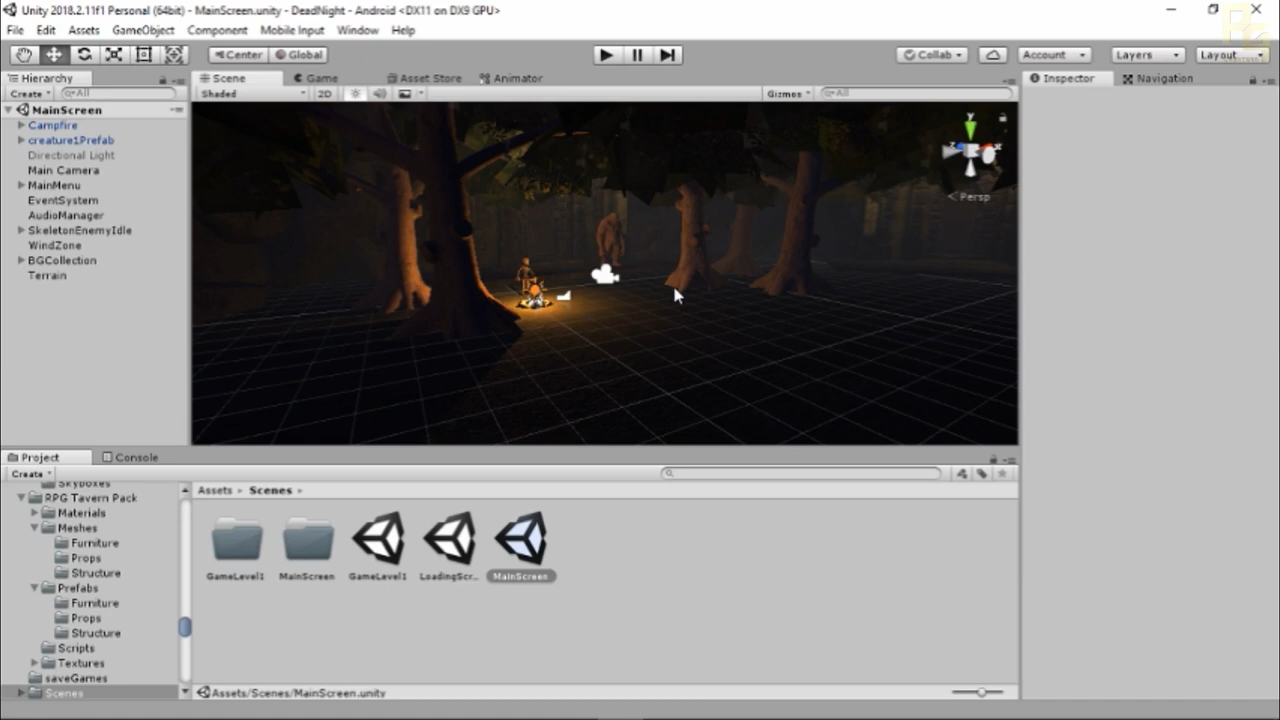 Unity 2018.2.11f1 Personal (64bit) - MainScreen.unity - DeadNight - Android <DX11 on DX9 GPU>
File Edit Assets GameObject Component Mobile Input Window Help
Center Global Collab Account Layers Layout
Hierarchy Scene Game Asset Store Animator Inspector Navigation
Create All Shaded 2D Gizmos All
MainScreen
Campfire
creature1Prefab
Directional Light
Main Camera
MainMenu
EventSystem
AudioManager
SkeletonEnemyIdle
WindZone
BGCollection
Terrain
y
x
z
Persp
Project Console
Create
Skyboxes
RPG Tavern Pack
Materials
Meshes
Furniture
Props
Structure
Prefabs
Furniture
Props
Structure
Scripts
Textures
saveGames
Scenes
Assets Scenes
GameLevel1 MainScreen GameLevel1 LoadingScr... MainScreen
Assets/Scenes/MainScreen.unity